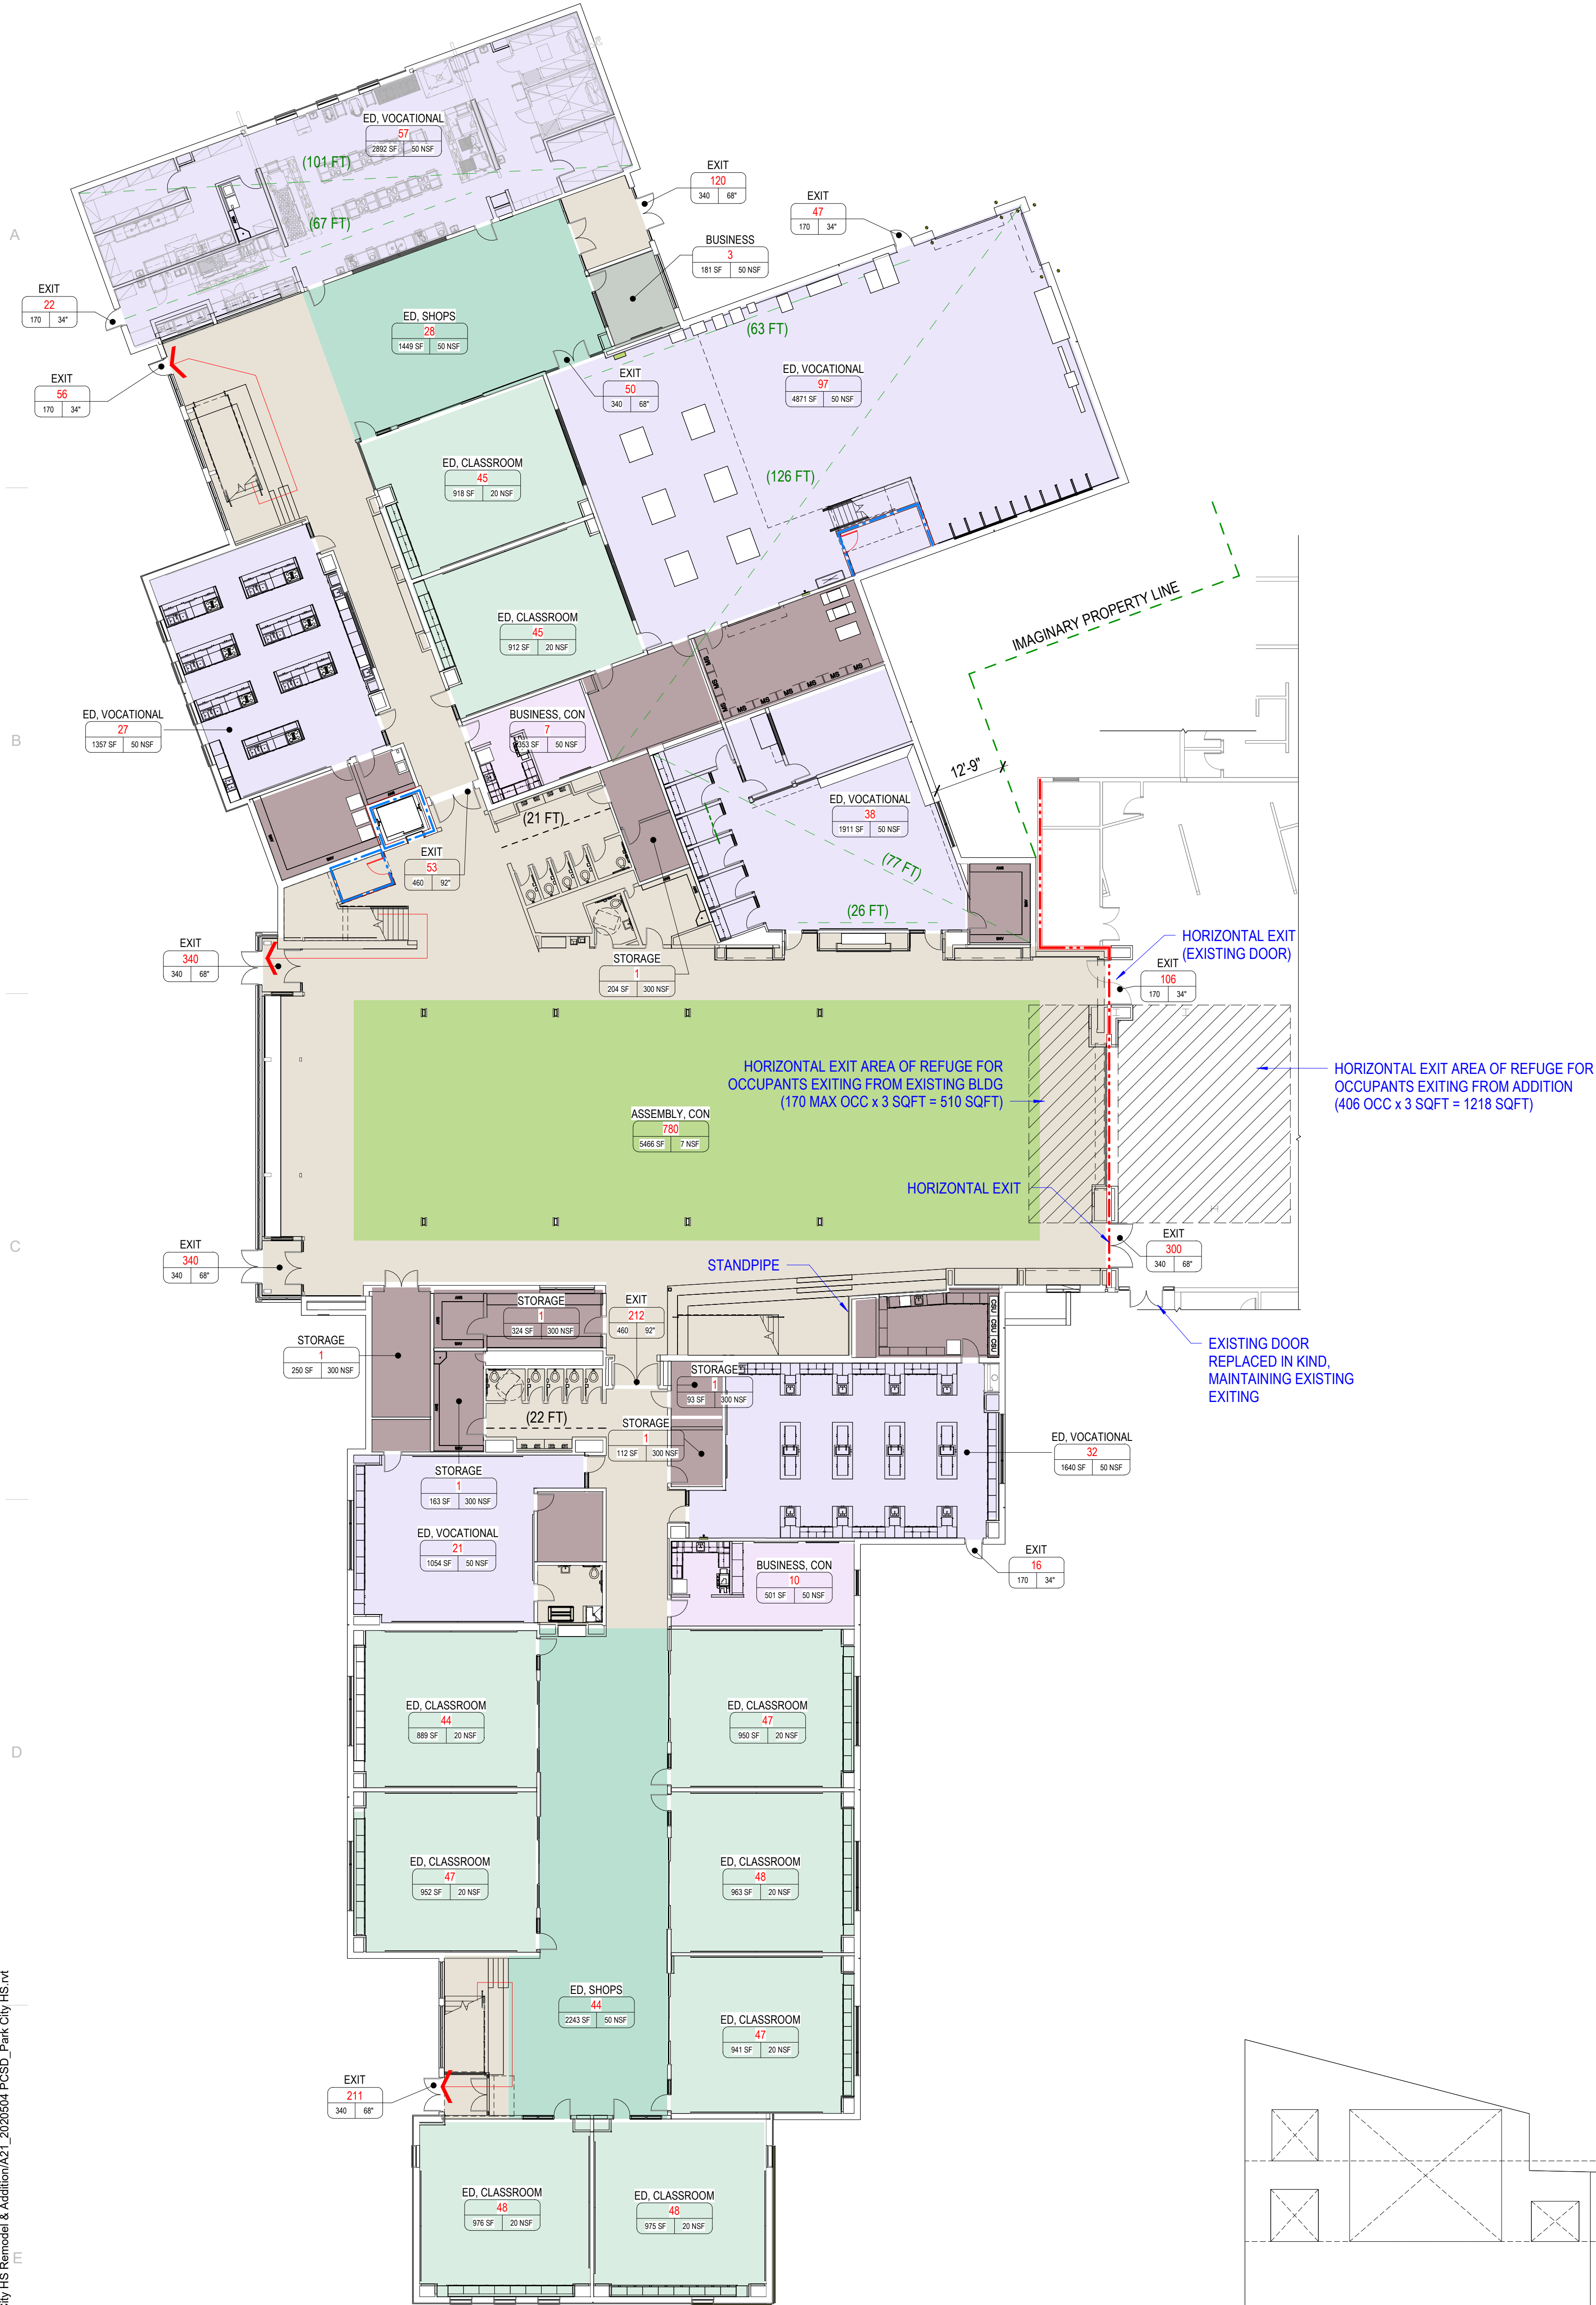 ED, VOCATIONAL
57
2892 SF 50 NSF
(101 FT)
(67 FT)
EXIT
120
340 68"
EXIT
47
170 34"
A
BUSINESS
3
181 SF 50 NSF
EXIT
22
170 34"
ED, SHOPS
28
1449 SF 50 NSF
(63 FT)
EXIT
56
170 34"
EXIT
50
340 68"
ED, VOCATIONAL
97
4871 SF 50 NSF
ED, CLASSROOM
45
918 SF 20 NSF
(126 FT)
ED, CLASSROOM
45
912 SF 20 NSF
IMAGINARY PROPERTY LINE
MS
MS
MS MS MS MS MS MS
ED, VOCATIONAL
27
1357 SF 50 NSF
BUSINESS, CON
7
353 SF 50 NSF
B
12'-9"
ED, VOCATIONAL
38
1911 SF 50 NSF
(21 FT)
EXIT
53
460 92"
(77 FT)
(26 FT)
EXIT
340
340 68"
HORIZONTAL EXIT
(EXISTING DOOR)
STORAGE
1
204 SF 300 NSF
EXIT
106
170 34"
HORIZONTAL EXIT AREA OF REFUGE FOR
OCCUPANTS EXITING FROM EXISTING BLDG
(170 MAX OCC x 3 SQFT = 510 SQFT)
HORIZONTAL EXIT AREA OF REFUGE FOR
OCCUPANTS EXITING FROM ADDITION
(406 OCC x 3 SQFT = 1218 SQFT)
ASSEMBLY, CON
780
5466 SF 7 NSF
HORIZONTAL EXIT
C
EXIT
340
340 68"
EXIT
300
340 68"
STANDPIPE
STORAGE
1
324 SF 300 NSF
EXIT
212
460 92"
CSU CSU CSU
STORAGE
1
250 SF 300 NSF
EXISTING DOOR
REPLACED IN KIND,
MAINTAINING EXISTING
EXITING
STORAGE
1
93 SF 300 NSF
(22 FT)
STORAGE
1
112 SF 300 NSF
ED, VOCATIONAL
32
1640 SF 50 NSF
STORAGE
1
163 SF 300 NSF
ED, VOCATIONAL
21
1054 SF 50 NSF
EXIT
16
170 34"
BUSINESS, CON
10
501 SF 50 NSF
ED, CLASSROOM
44
889 SF 20 NSF
ED, CLASSROOM
47
950 SF 20 NSF
D
ED, CLASSROOM
47
952 SF 20 NSF
ED, CLASSROOM
48
963 SF 20 NSF
ED, SHOPS
44
2243 SF 50 NSF
ED, CLASSROOM
47
941 SF 20 NSF
EXIT
211
340 68"
ED, CLASSROOM
48
976 SF 20 NSF
ED, CLASSROOM
48
975 SF 20 NSF
E
City HS Remodel & Addition/A21_2020504 PCSD_Park City HS.rvt